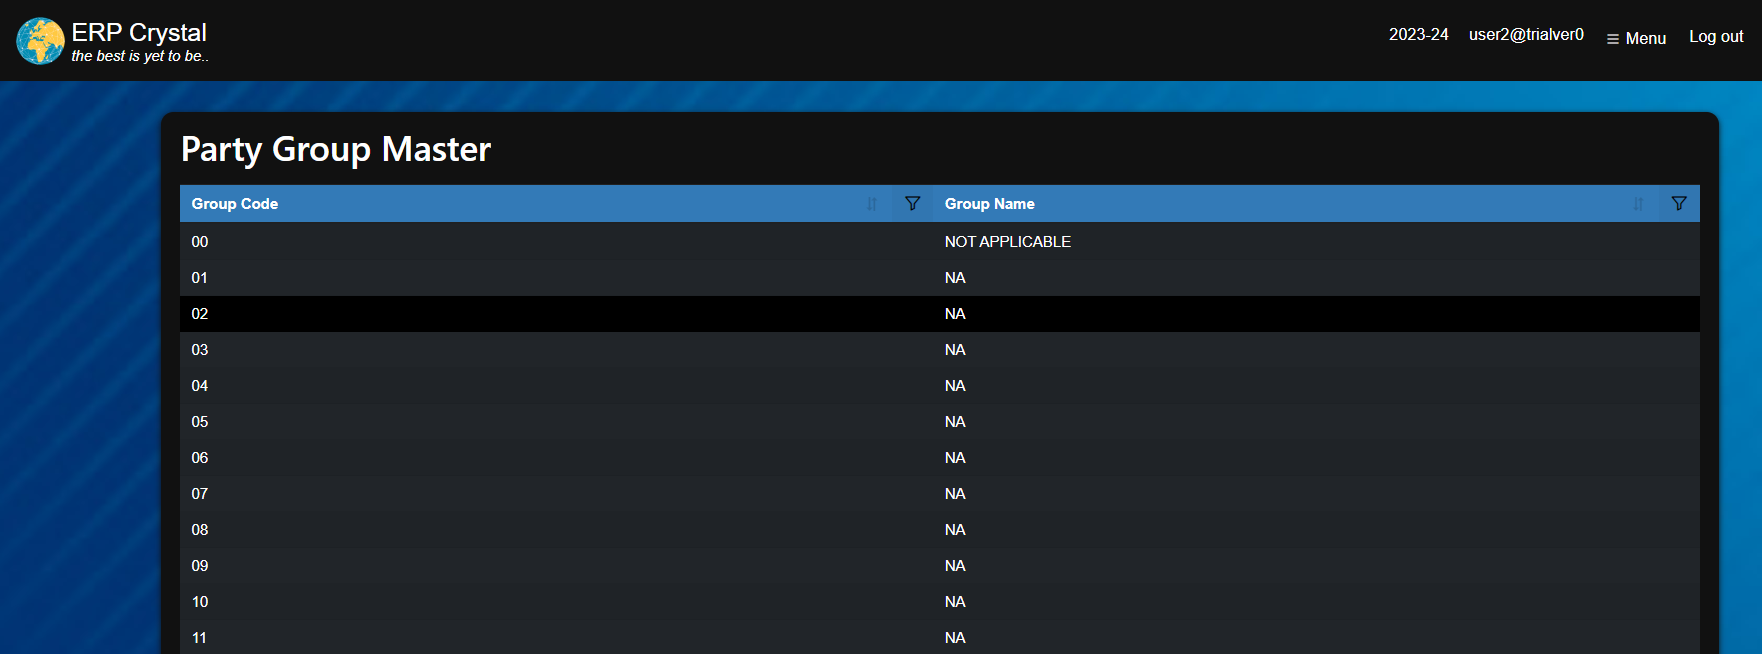 ERP Crystal
the best is yet to be..
2023-24 user2@trialver0 Menu Log out
Party Group Master
Group Code Group Name
00 NOT APPLICABLE
01 NA
02 NA
03 NA
04 NA
05 NA
06 NA
07 NA
08 NA
09 NA
10 NA
11 NA